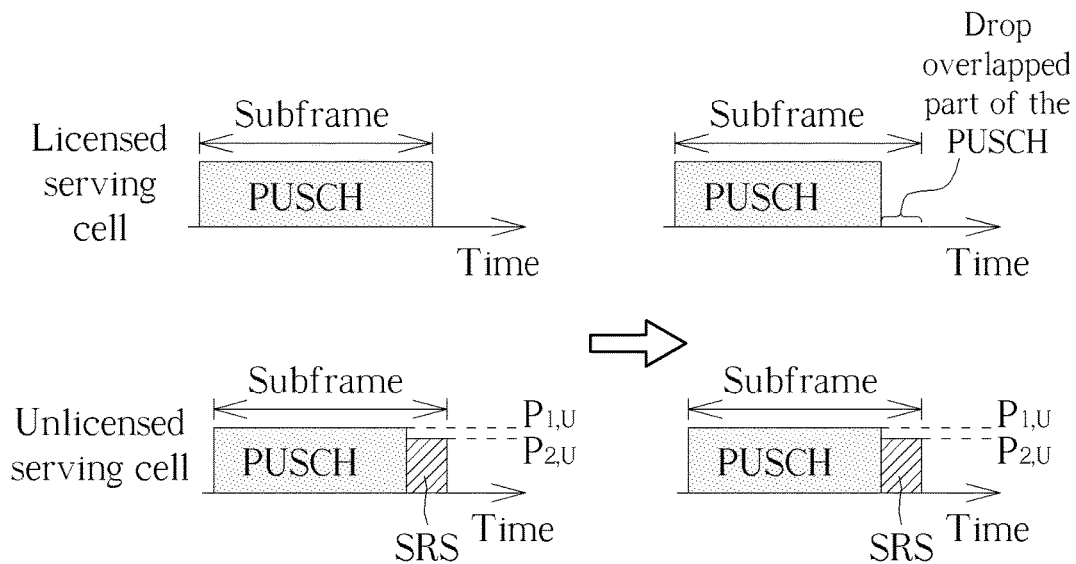 Drop
overlapped
part of the
PUSCH
Licensed
serving
cell
Subframe
PUSCH
Time
Subframe
PUSCH
Time
Unlicensed
serving cell
Subframe
PUSCH
P1,U
P2,U
SRS
Time
Subframe
PUSCH
P1,U
P2,U
SRS
Time